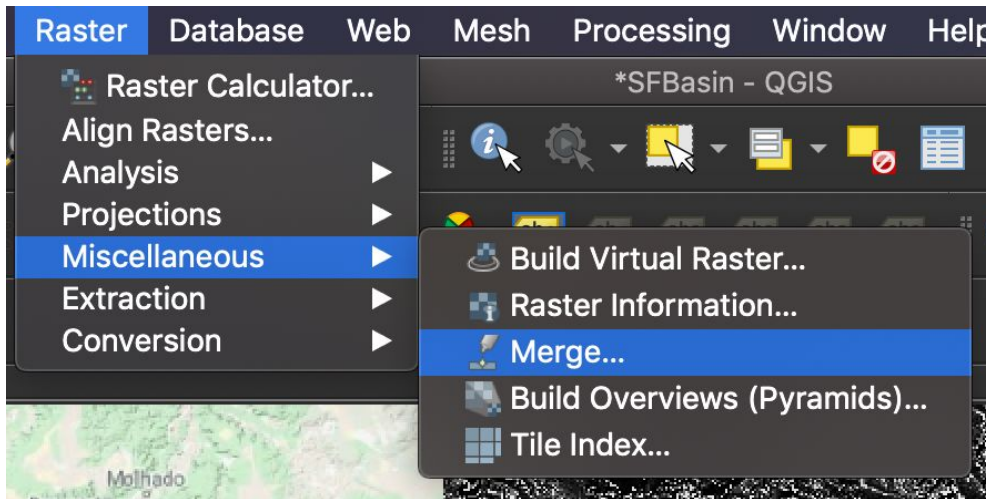 Raster Database Web Mesh Processing Window Help
*SFBasin - QGIS
Raster Calculator...
Align Rasters...
Analysis
Projections
Miscellaneous
Extraction
Conversion
Build Virtual Raster...
Raster Information...
Merge...
Build Overviews (Pyramids)...
Tile Index...
Molhado